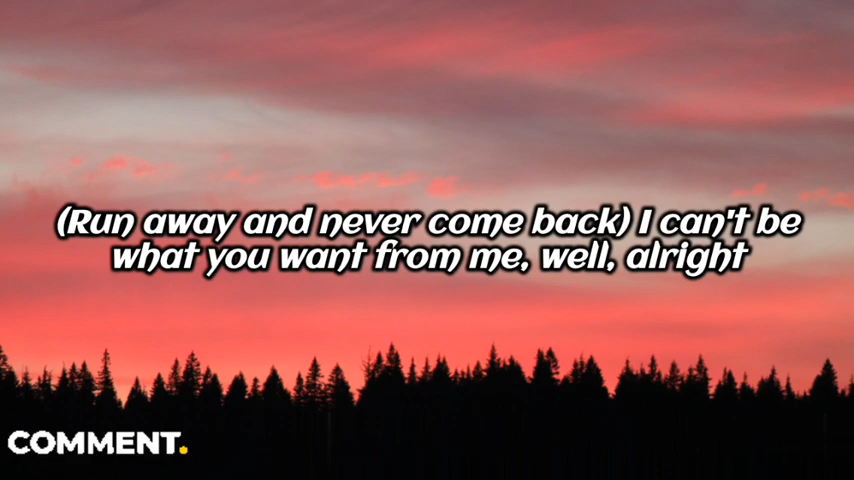 (Run away and never come back) I can't be
what you want from me, well, alright
COMMENT.